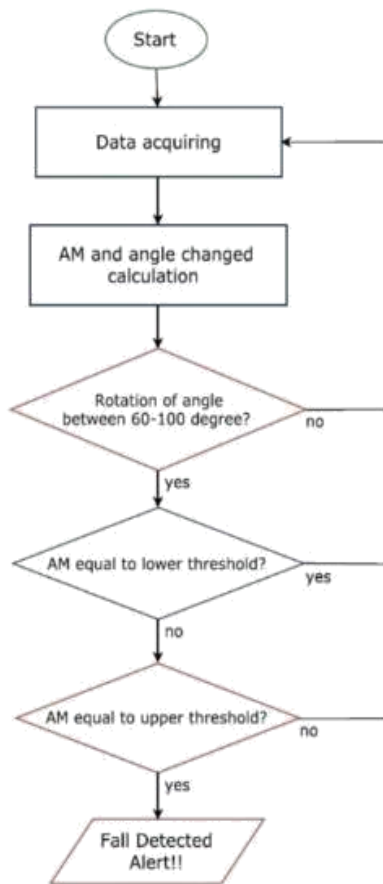 Start
Data acquiring
AM and angle changed
calculation
Rotation of angle
between 60-100 degree?
no
yes
AM equal to lower threshold?
yes
no
AM equal to upper threshold?
no
yes
Fall Detected
Alert!!